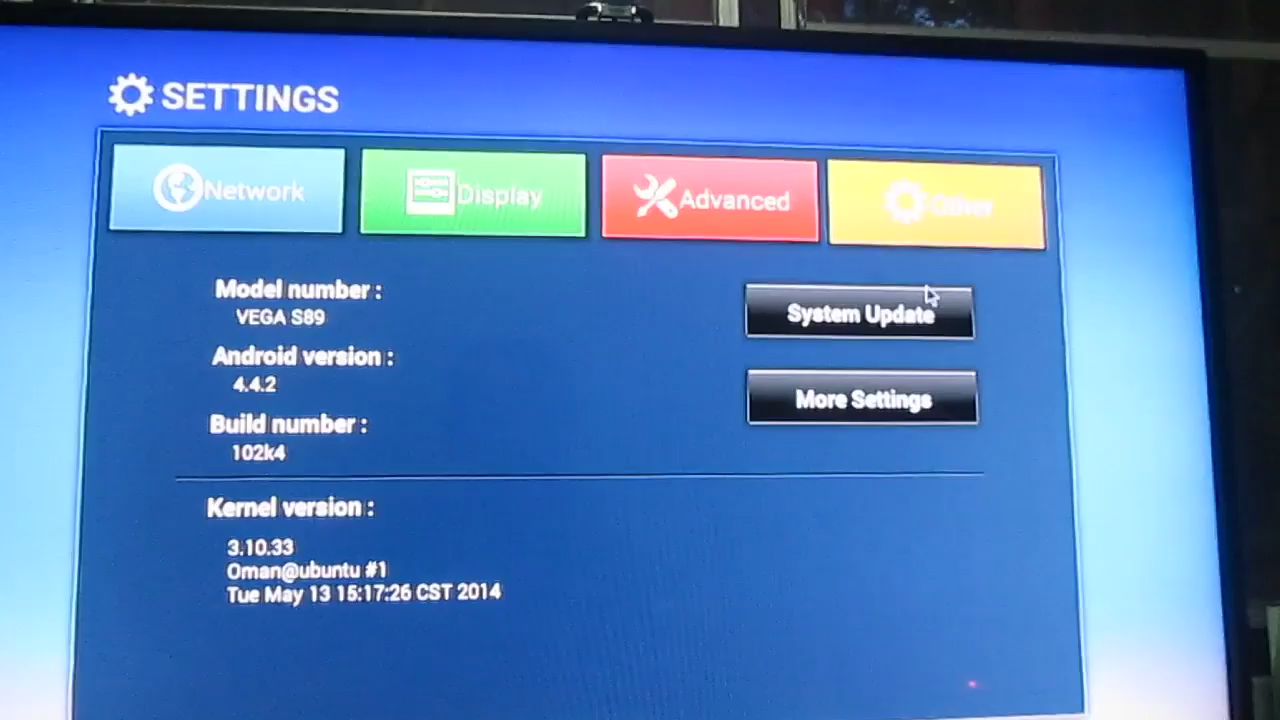 SETTINGS
Network
Display
Advanced
Other
Model number :
VEGA S89
System Update
Android version :
4.4.2
More Settings
Build number :
102k4
Kernel version :
3.10.33
Oman@ubuntu #1
Tue May 13 15:17:26 CST 2014